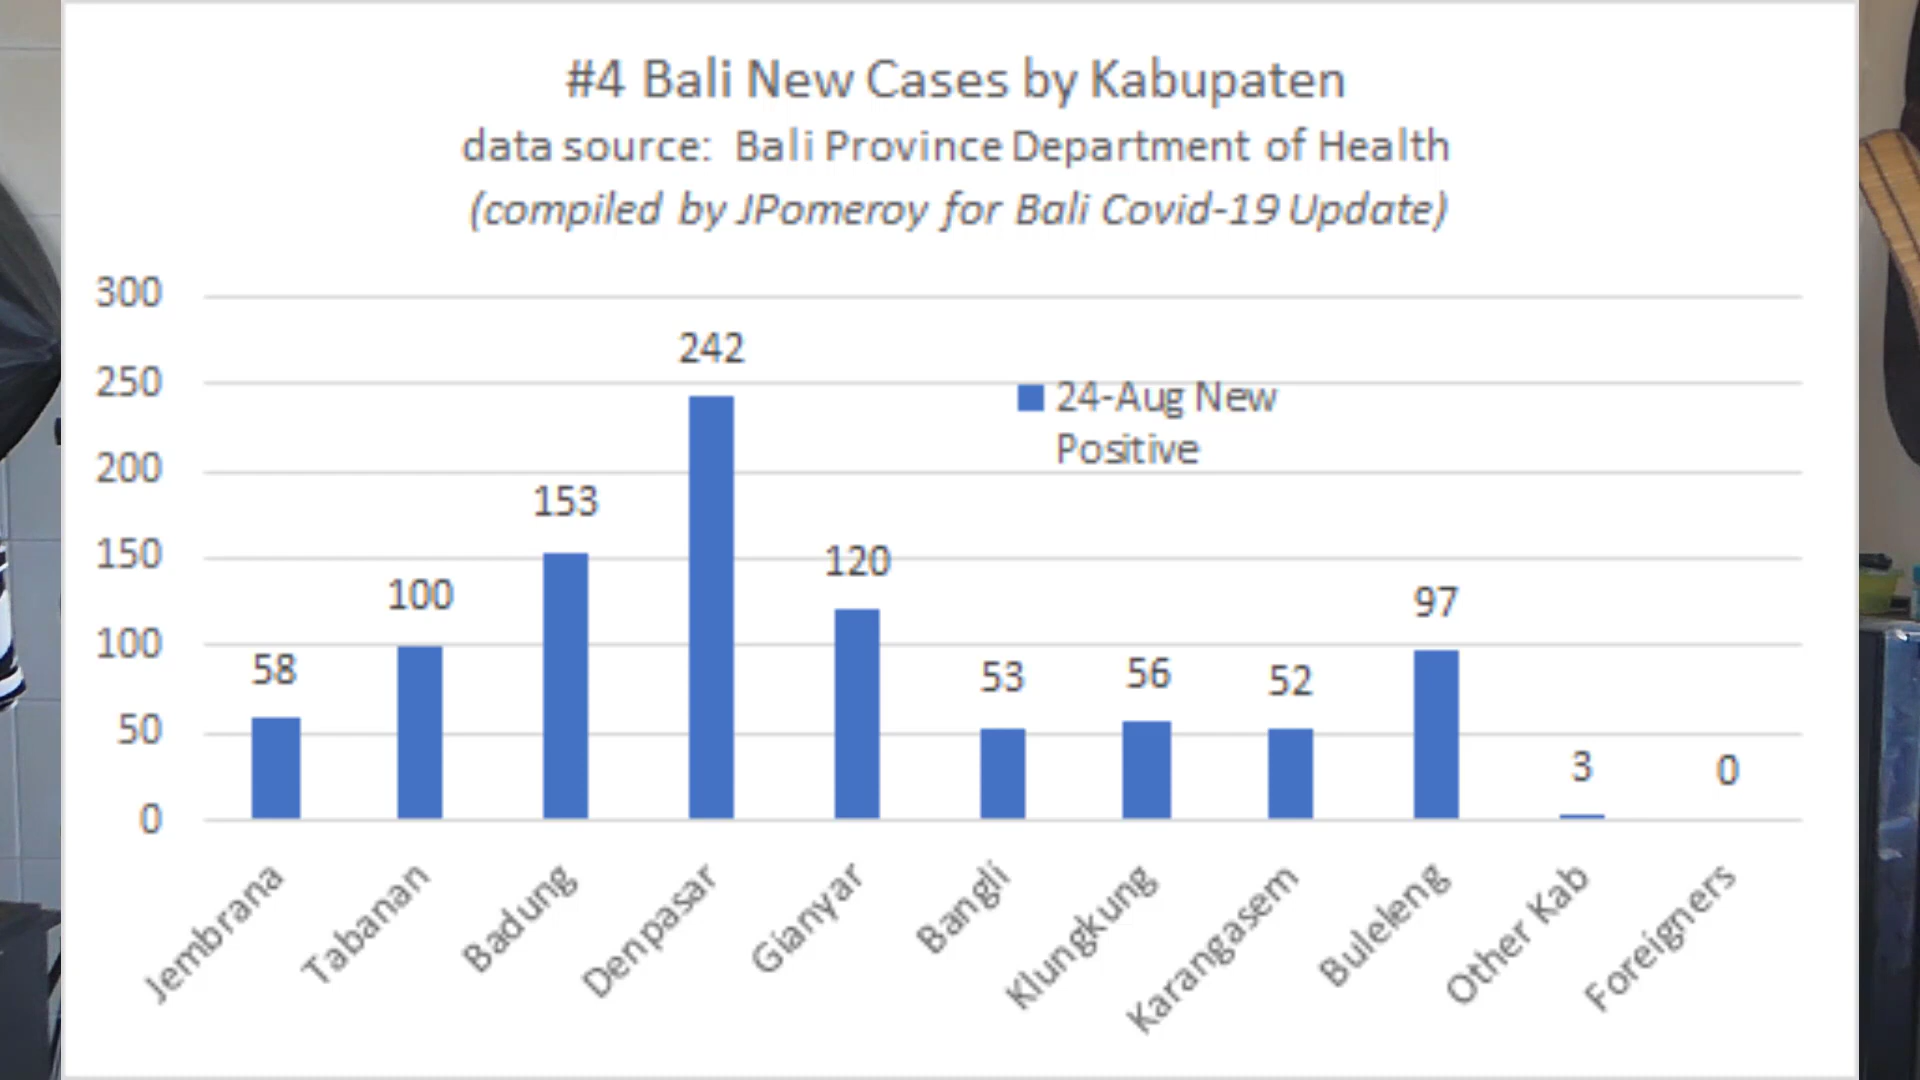 #4 Bali New Cases by Kabupaten
data source: Bali Province Department of Health
(compiled by JPomeroy for Bali Covid-19 Update)
300
250
200
150
100
50
0
58
100
153
242
120
53
56
52
97
3
0
24-Aug New
Positive
Jembrana
Tabanan
Badung
Denpasar
Gianyar
Bangli
Klungkung
Karangasem
Buleleng
Other Kab
Foreigners